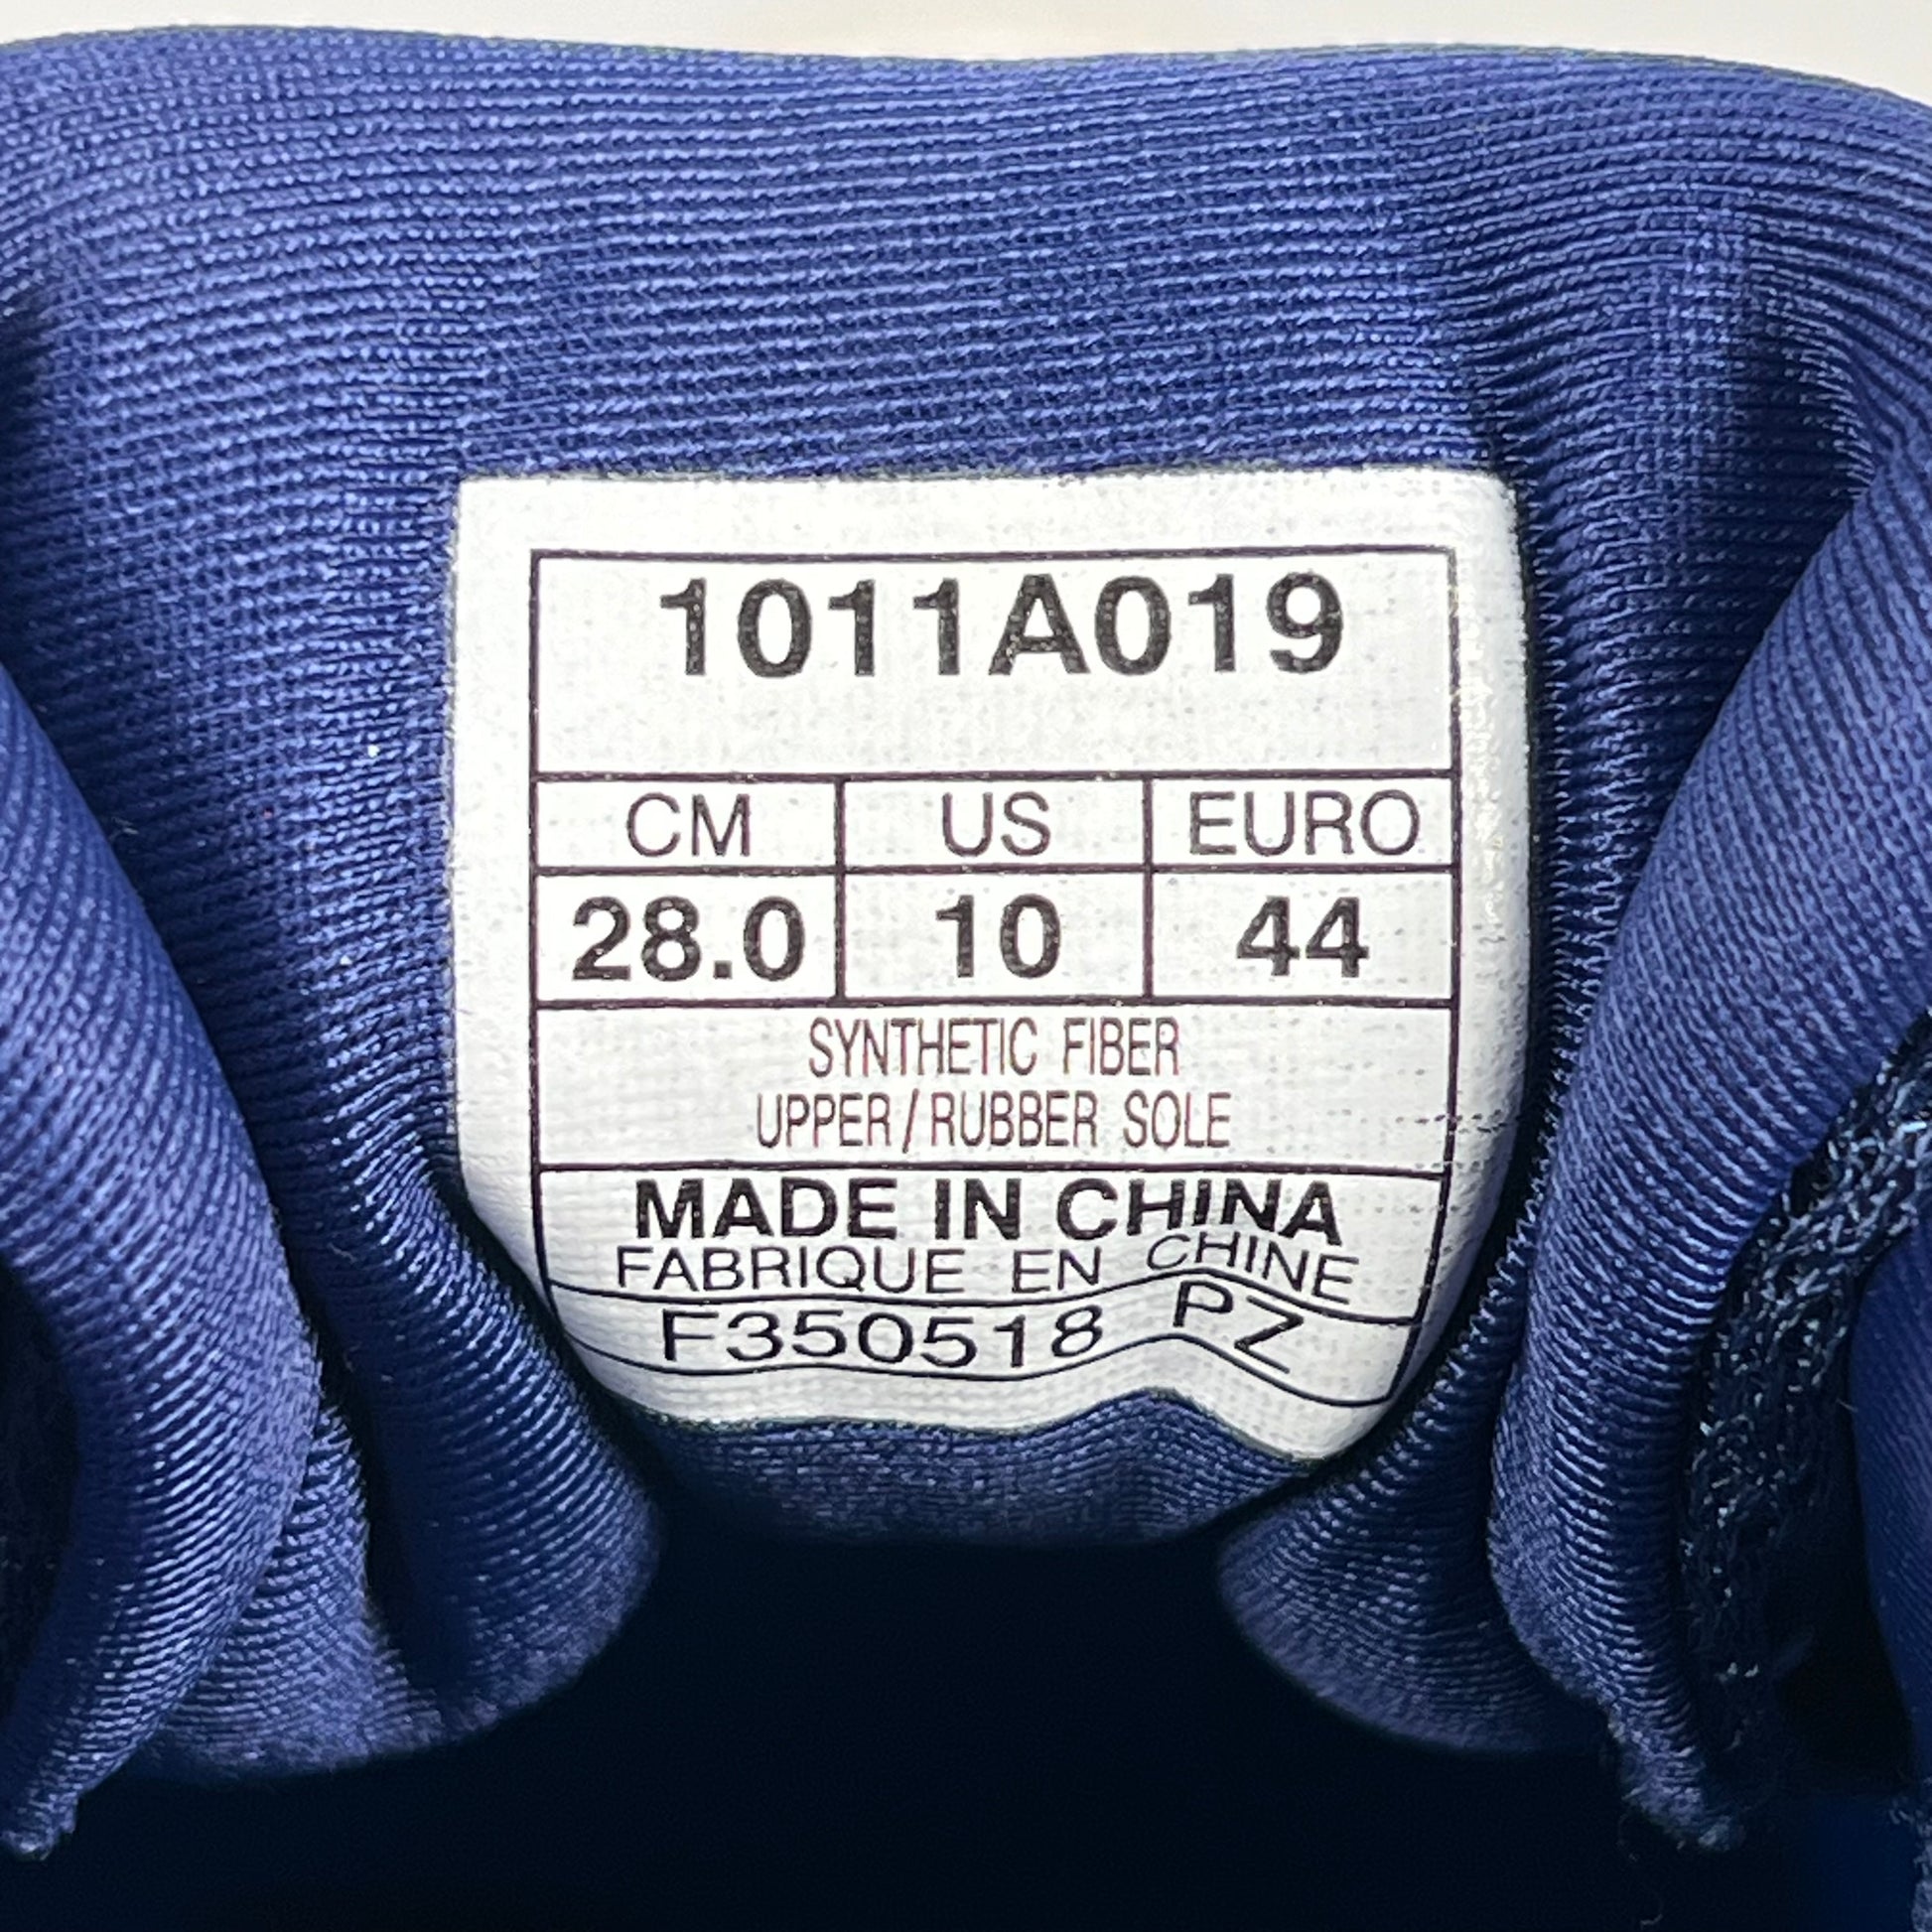 1011A019
CM US EURO
28.0 10 44
SYNTHETIC FIBER
UPPER/RUBBER SOLE
MADE IN CHINA
FABRIQUE EN CHINE
F350518 PZ